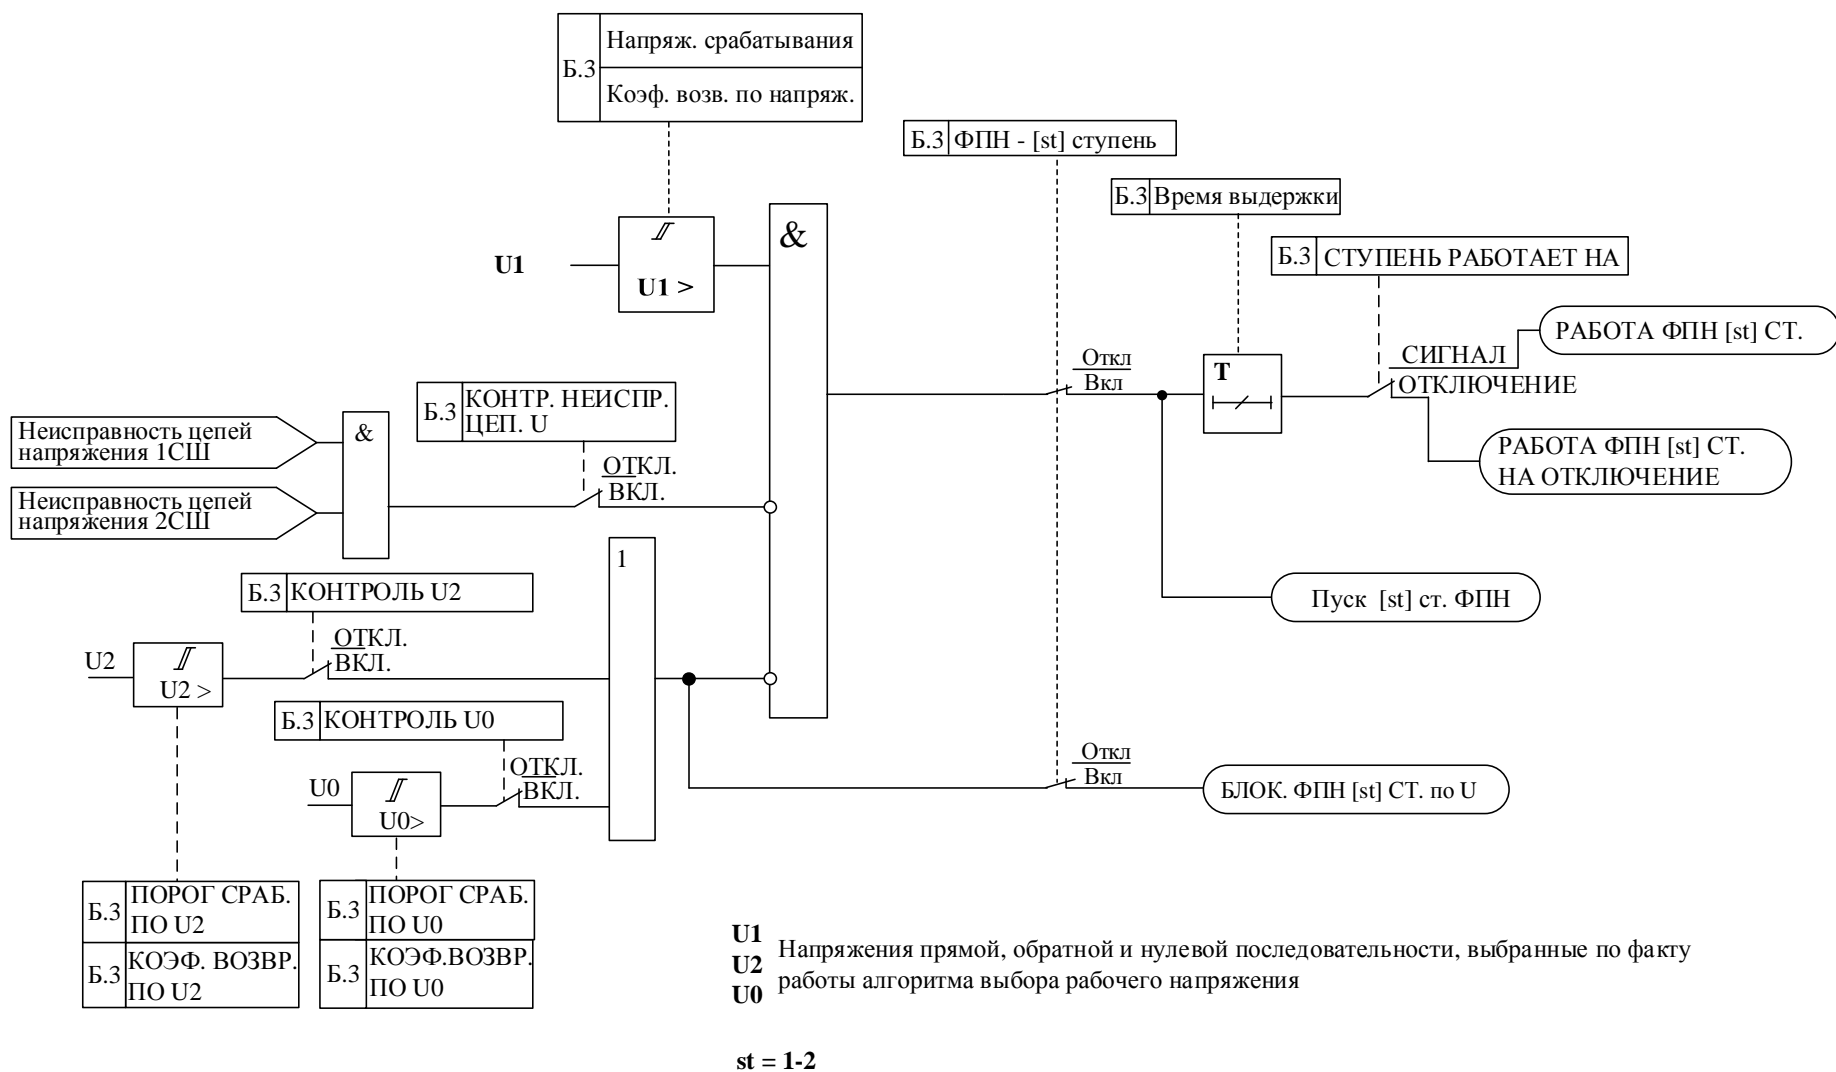 Б.3
Напряж. срабатывания
Коэф. возв. по напряж.
Б.3 ФПН - [st] ступень
Б.3 Время выдержки
Б.3 СТУПЕНЬ РАБОТАЕТ НА
U1
U1 >
&
Откл
Вкл
T
СИГНАЛ
ОТКЛЮЧЕНИЕ
РАБОТА ФПН [st] СТ.
РАБОТА ФПН [st] СТ.
НА ОТКЛЮЧЕНИЕ
Б.3
КОНТР. НЕИСПР.
ЦЕП. U
Неисправность цепей
напряжения 1СШ
&
Неисправность цепей
напряжения 2СШ
ОТКЛ.
ВКЛ.
1
Б.3 КОНТРОЛЬ U2
Пуск [st] ст. ФПН
U2
U2 >
ОТКЛ.
ВКЛ.
Б.3 КОНТРОЛЬ U0
U0
U0>
ОТКЛ.
ВКЛ.
Откл
Вкл
БЛОК. ФПН [st] СТ. по U
Б.3
ПОРОГ СРАБ.
ПО U2
Б.3
КОЭФ. ВОЗВР.
ПО U2
Б.3
ПОРОГ СРАБ.
ПО U0
Б.3
КОЭФ.ВОЗВР.
ПО U0
U1
U2
U0
Напряжения прямой, обратной и нулевой последовательности, выбранные по факту
работы алгоритма выбора рабочего напряжения
st = 1-2